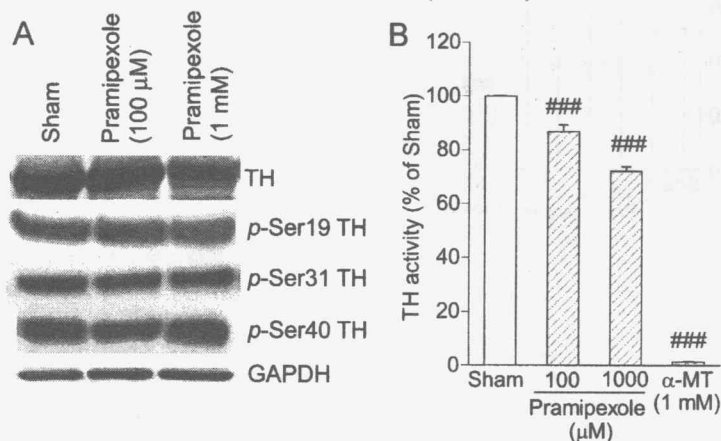 A
Sham
Pramipexole
(100 μM)
Pramipexole
(1 mM)
TH
p-Ser19 TH
p-Ser31 TH
p-Ser40 TH
GAPDH
B
TH activity (% of Sham)
120
100
80
60
40
20
0
###
###
###
Sham
100
1000
α-MT
(1 mM)
Pramipexole
(μM)